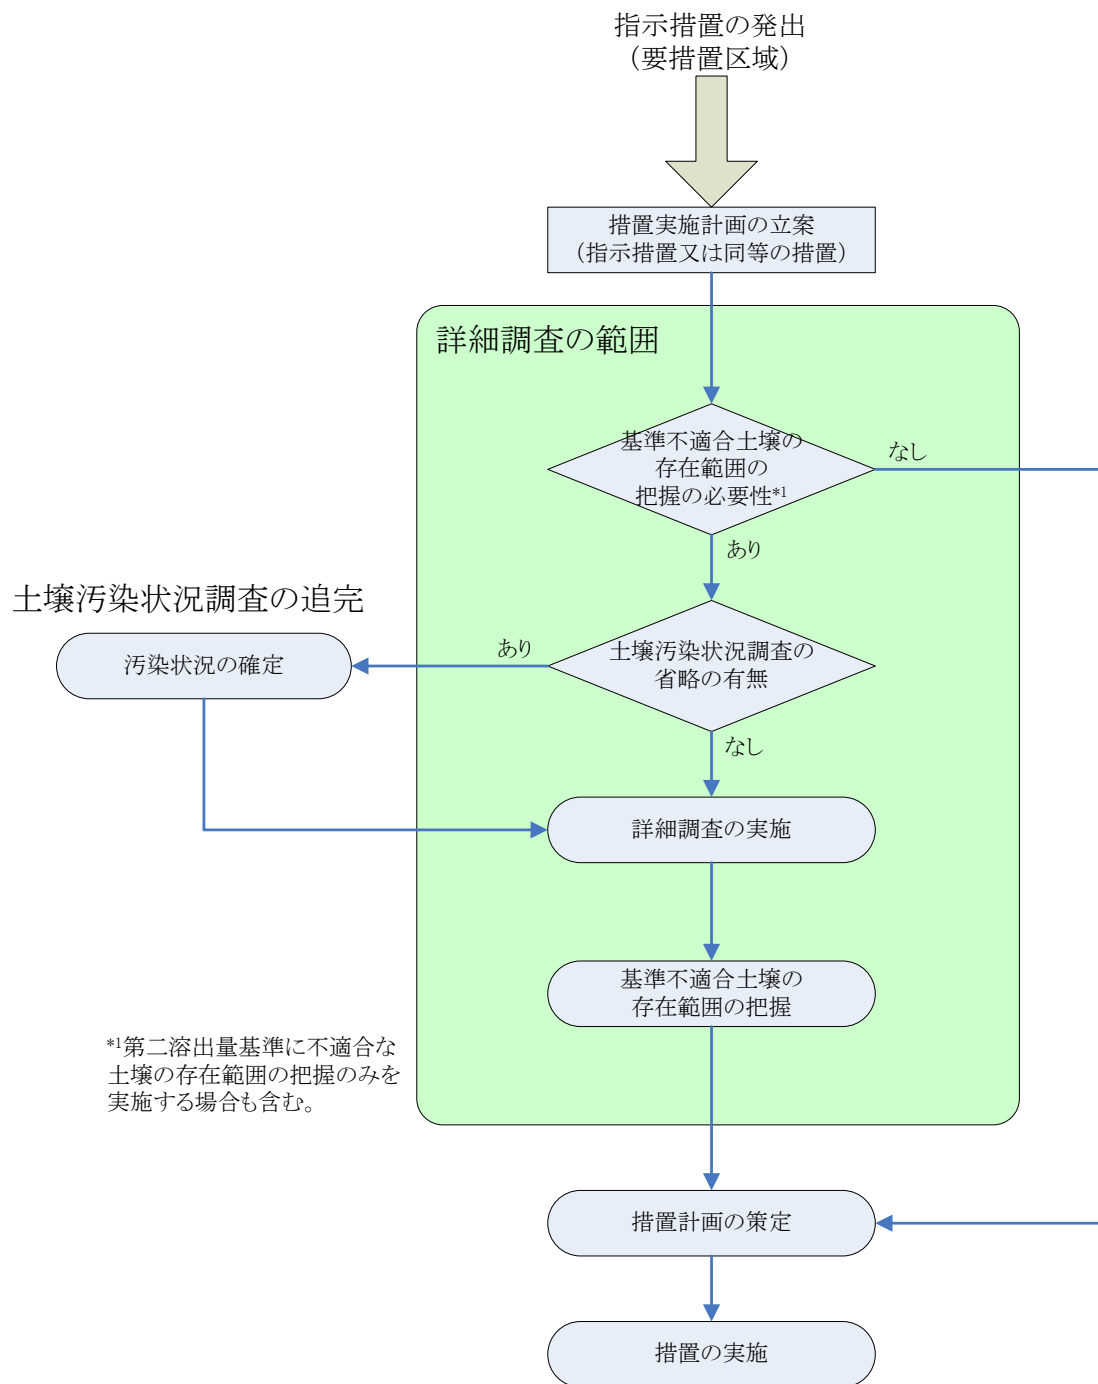 指示措置の発出
（要措置区域）
措置実施計画の立案
（指示措置又は同等の措置）
詳細調査の範囲
基準不適合土壌の
存在範囲の
把握の必要性*1
なし
あり
土壌汚染状況調査の追完
汚染状況の確定
あり
土壌汚染状況調査の
省略の有無
なし
詳細調査の実施
基準不適合土壌の
存在範囲の把握
*1第二溶出量基準に不適合な
土壌の存在範囲の把握のみを
実施する場合も含む。
措置計画の策定
措置の実施